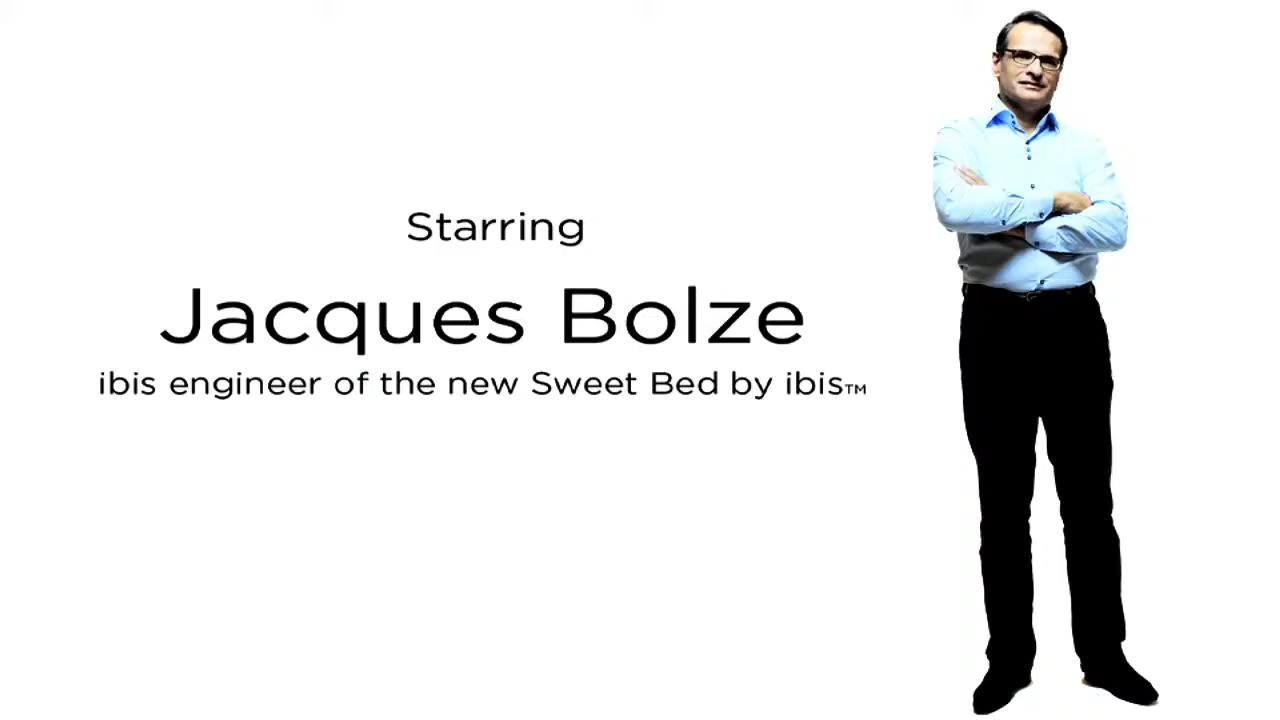 Starring
Jacques Bolze
ibis engineer of the new Sweet Bed by ibis™